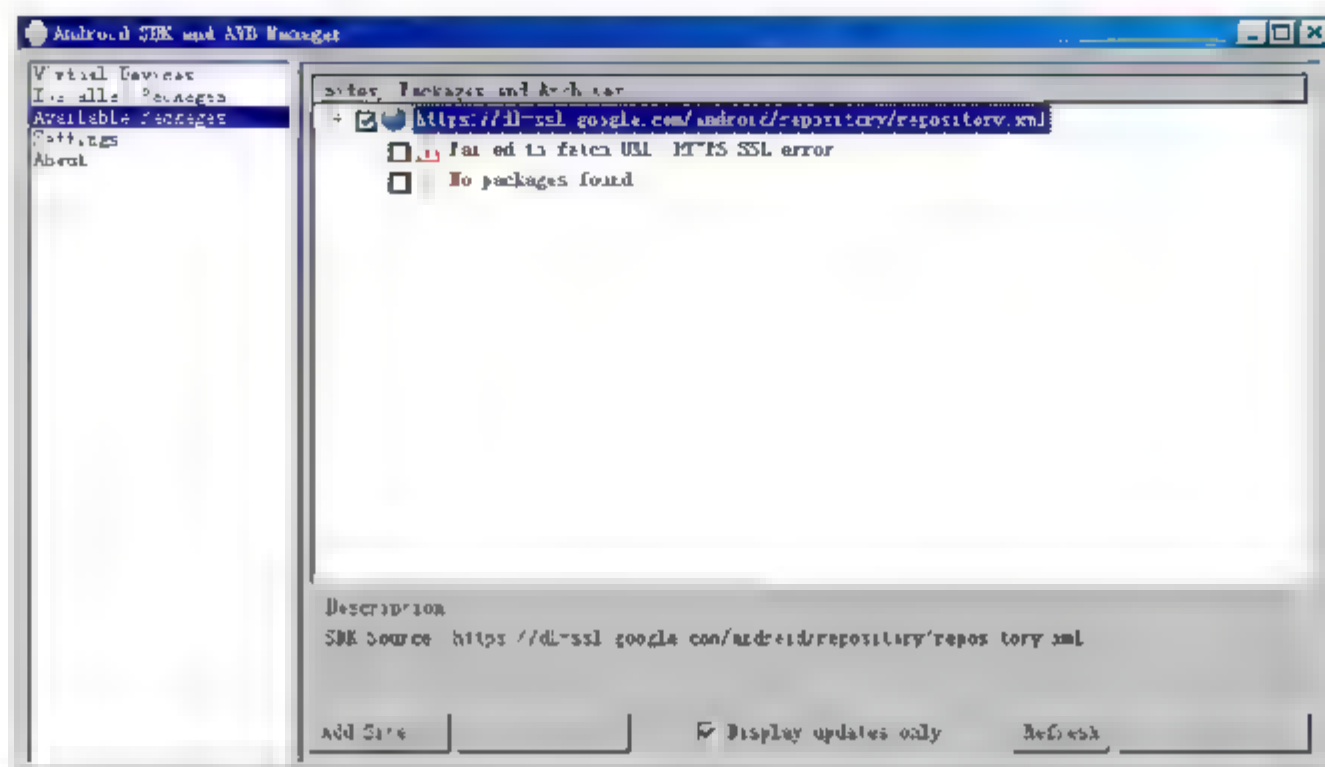 Android SDK and AVD Manager
Virtual Devices
Installed Packages
Available Packages
Settings
About
Sites, Packages and Archives
https://dl-ssl.google.com/android/repository/repository.xml
Failed to fetch URL HTTPS SSL error
No packages found
Description
SDK Source https://dl-ssl google com/android/repository/repository xml
Add Site
Display updates only
Refresh